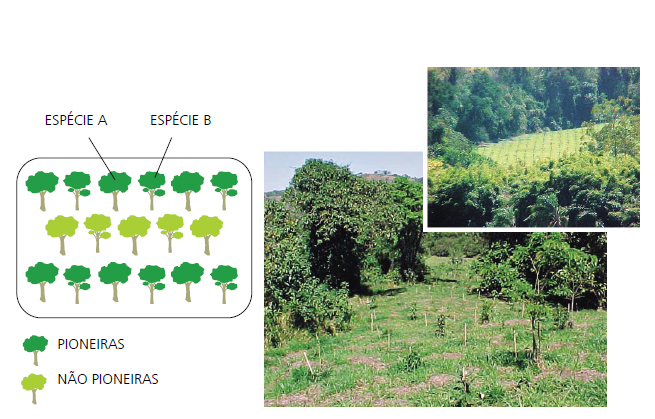 ESPÉCIE A ESPÉCIE B
PIONEIRAS
NÃO PIONEIRAS